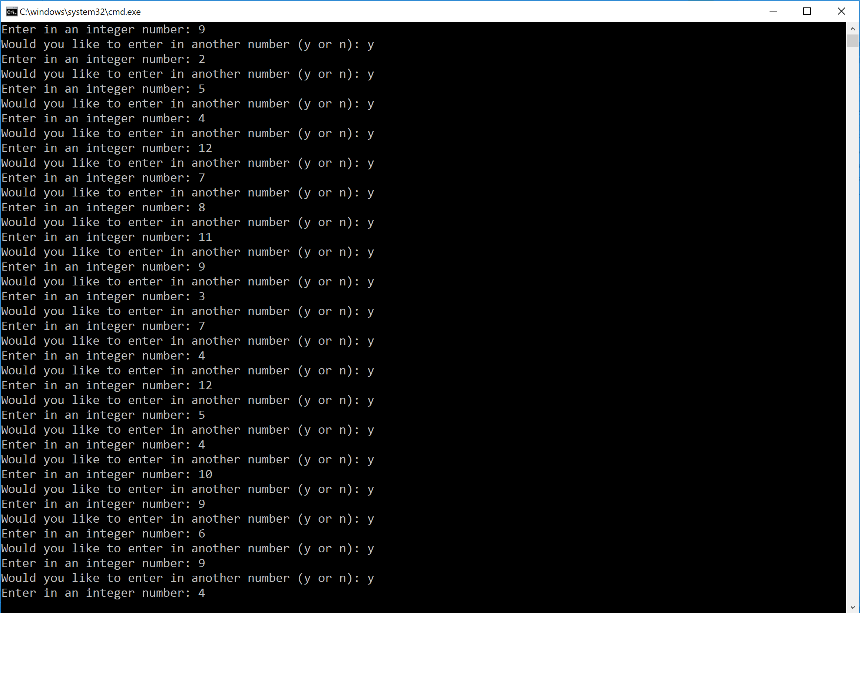 C:\windows\system32\cmd.exe
Enter in an integer number: 9
Would you like to enter in another number (y or n): y
Enter in an integer number: 2
Would you like to enter in another number (y or n): y
Enter in an integer number: 5
Would you like to enter in another number (y or n): y
Enter in an integer number: 4
Would you like to enter in another number (y or n): y
Enter in an integer number: 12
Would you like to enter in another number (y or n): y
Enter in an integer number: 7
Would you like to enter in another number (y or n): y
Enter in an integer number: 8
Would you like to enter in another number (y or n): y
Enter in an integer number: 11
Would you like to enter in another number (y or n): y
Enter in an integer number: 9
Would you like to enter in another number (y or n): y
Enter in an integer number: 3
Would you like to enter in another number (y or n): y
Enter in an integer number: 7
Would you like to enter in another number (y or n): y
Enter in an integer number: 4
Would you like to enter in another number (y or n): y
Enter in an integer number: 12
Would you like to enter in another number (y or n): y
Enter in an integer number: 5
Would you like to enter in another number (y or n): y
Enter in an integer number: 4
Would you like to enter in another number (y or n): y
Enter in an integer number: 10
Would you like to enter in another number (y or n): y
Enter in an integer number: 9
Would you like to enter in another number (y or n): y
Enter in an integer number: 6
Would you like to enter in another number (y or n): y
Enter in an integer number: 9
Would you like to enter in another number (y or n): y
Enter in an integer number: 4